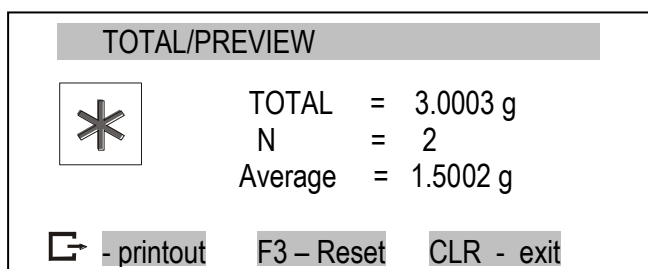 TOTAL/PREVIEW
TOTAL = 3.0003 g
N = 2
Average = 1.5002 g
- printout F3 – Reset CLR - exit